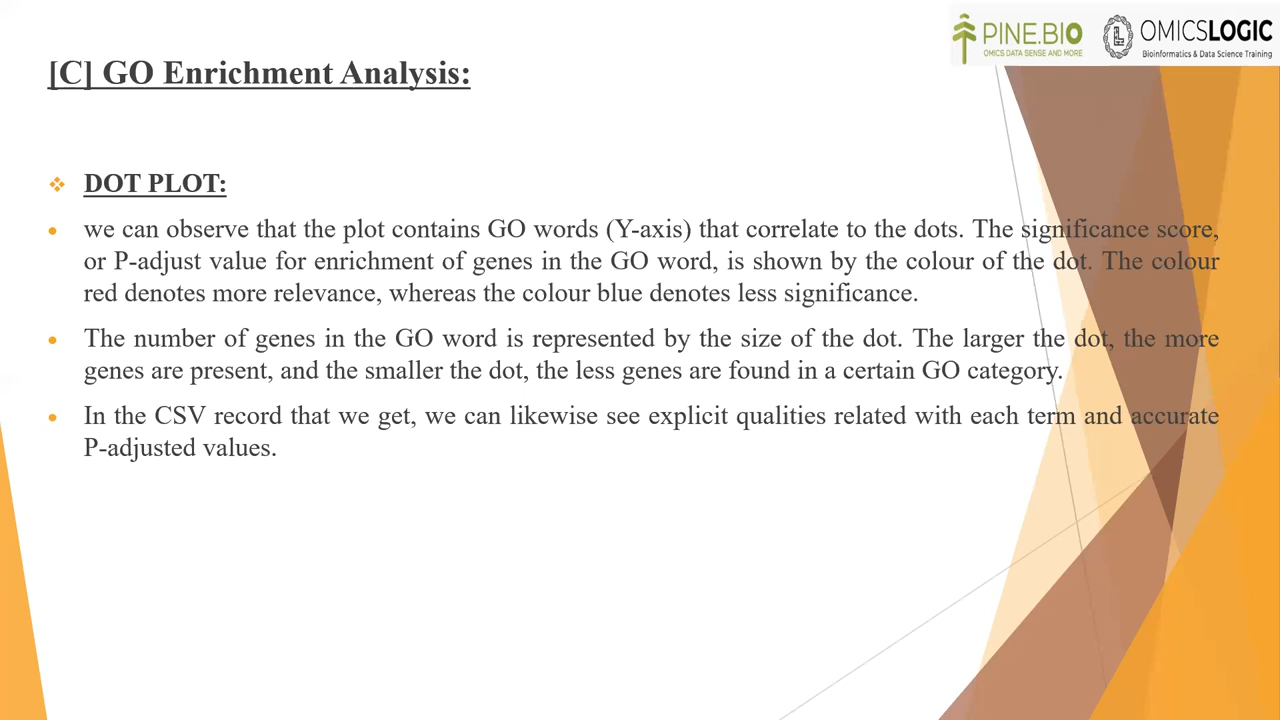 PINE.BIO
OMICS DATA SENSE AND MORE
OMICSLOGIC
Bioinformatics & Data Science Training
[C] GO Enrichment Analysis:
DOT PLOT:
we can observe that the plot contains GO words (Y-axis) that correlate to the dots. The significance score,
or P-adjust value for enrichment of genes in the GO word, is shown by the colour of the dot. The colour
red denotes more relevance, whereas the colour blue denotes less significance.
The number of genes in the GO word is represented by the size of the dot. The larger the dot, the more
genes are present, and the smaller the dot, the less genes are found in a certain GO category.
In the CSV record that we get, we can likewise see explicit qualities related with each term and accurate
P-adjusted values.